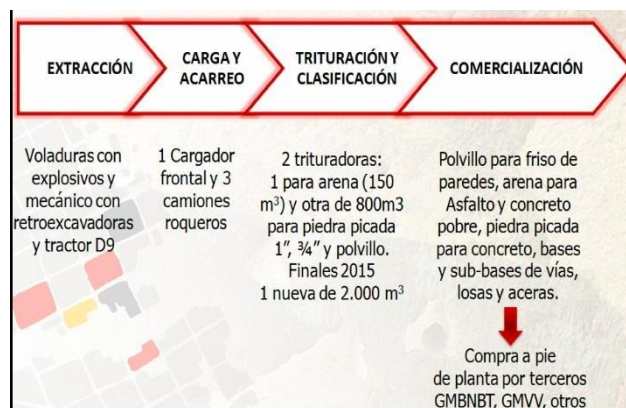 EXTRACCIÓN
CARGA Y
ACARREO
TRITURACIÓN Y
CLASIFICACIÓN
COMERCIALIZACIÓN
Voladuras con
explosivos y
mecánico con
retroexcavadoras
y tractor D9
1 Cargador
frontal y 3
camiones
roqueros
2 trituradoras:
1 para arena (150
m³) y otra de 800m3
para piedra picada
1”, ¾” y polvillo.
Finales 2015
1 nueva de 2.000 m³
Polvillo para friso de
paredes, arena para
Asfalto y concreto
pobre, piedra picada
para concreto, bases
y sub-bases de vías,
losas y aceras.
Compra a pie
de planta por terceros
GMBNBT, GMVV, otros